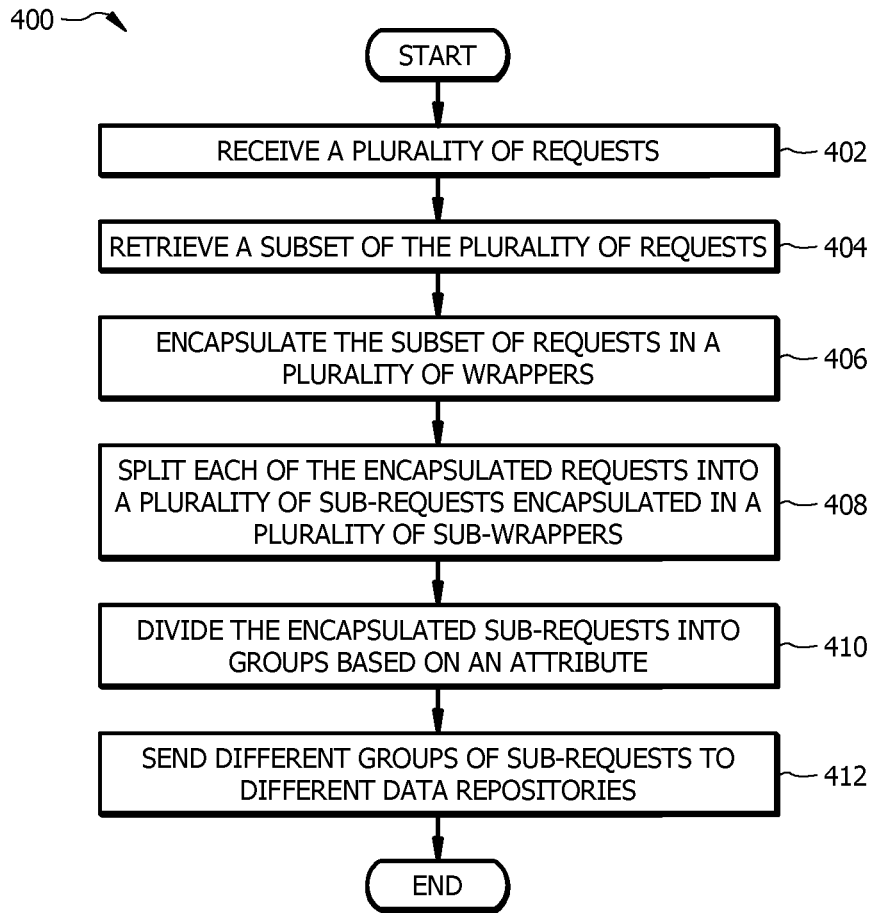 400
START
RECEIVE A PLURALITY OF REQUESTS
402
RETRIEVE A SUBSET OF THE PLURALITY OF REQUESTS
404
ENCAPSULATE THE SUBSET OF REQUESTS IN A
PLURALITY OF WRAPPERS
406
SPLIT EACH OF THE ENCAPSULATED REQUESTS INTO
A PLURALITY OF SUB-REQUESTS ENCAPSULATED IN A
PLURALITY OF SUB-WRAPPERS
408
DIVIDE THE ENCAPSULATED SUB-REQUESTS INTO
GROUPS BASED ON AN ATTRIBUTE
410
SEND DIFFERENT GROUPS OF SUB-REQUESTS TO
DIFFERENT DATA REPOSITORIES
412
END